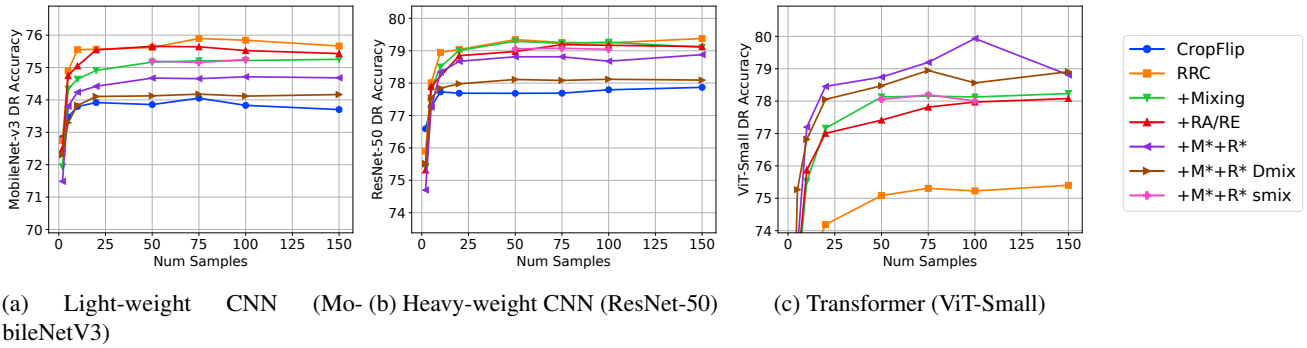 MobileNet-v3 DR Accuracy
76
75
74
73
72
71
70
0 25 50 75 100 125 150
Num Samples
ResNet-50 DR Accuracy
80
79
78
77
76
75
74
0 25 50 75 100 125 150
Num Samples
ViT-Small DR Accuracy
80
79
78
77
76
75
74
0 25 50 75 100 125 150
Num Samples
CropFlip
RRC
+Mixing
+RA/RE
+M*+R*
+M*+R* Dmix
+M*+R* smix
(a) Light-weight CNN (Mo-
bileNetV3)
(b) Heavy-weight CNN (ResNet-50)
(c) Transformer (ViT-Small)